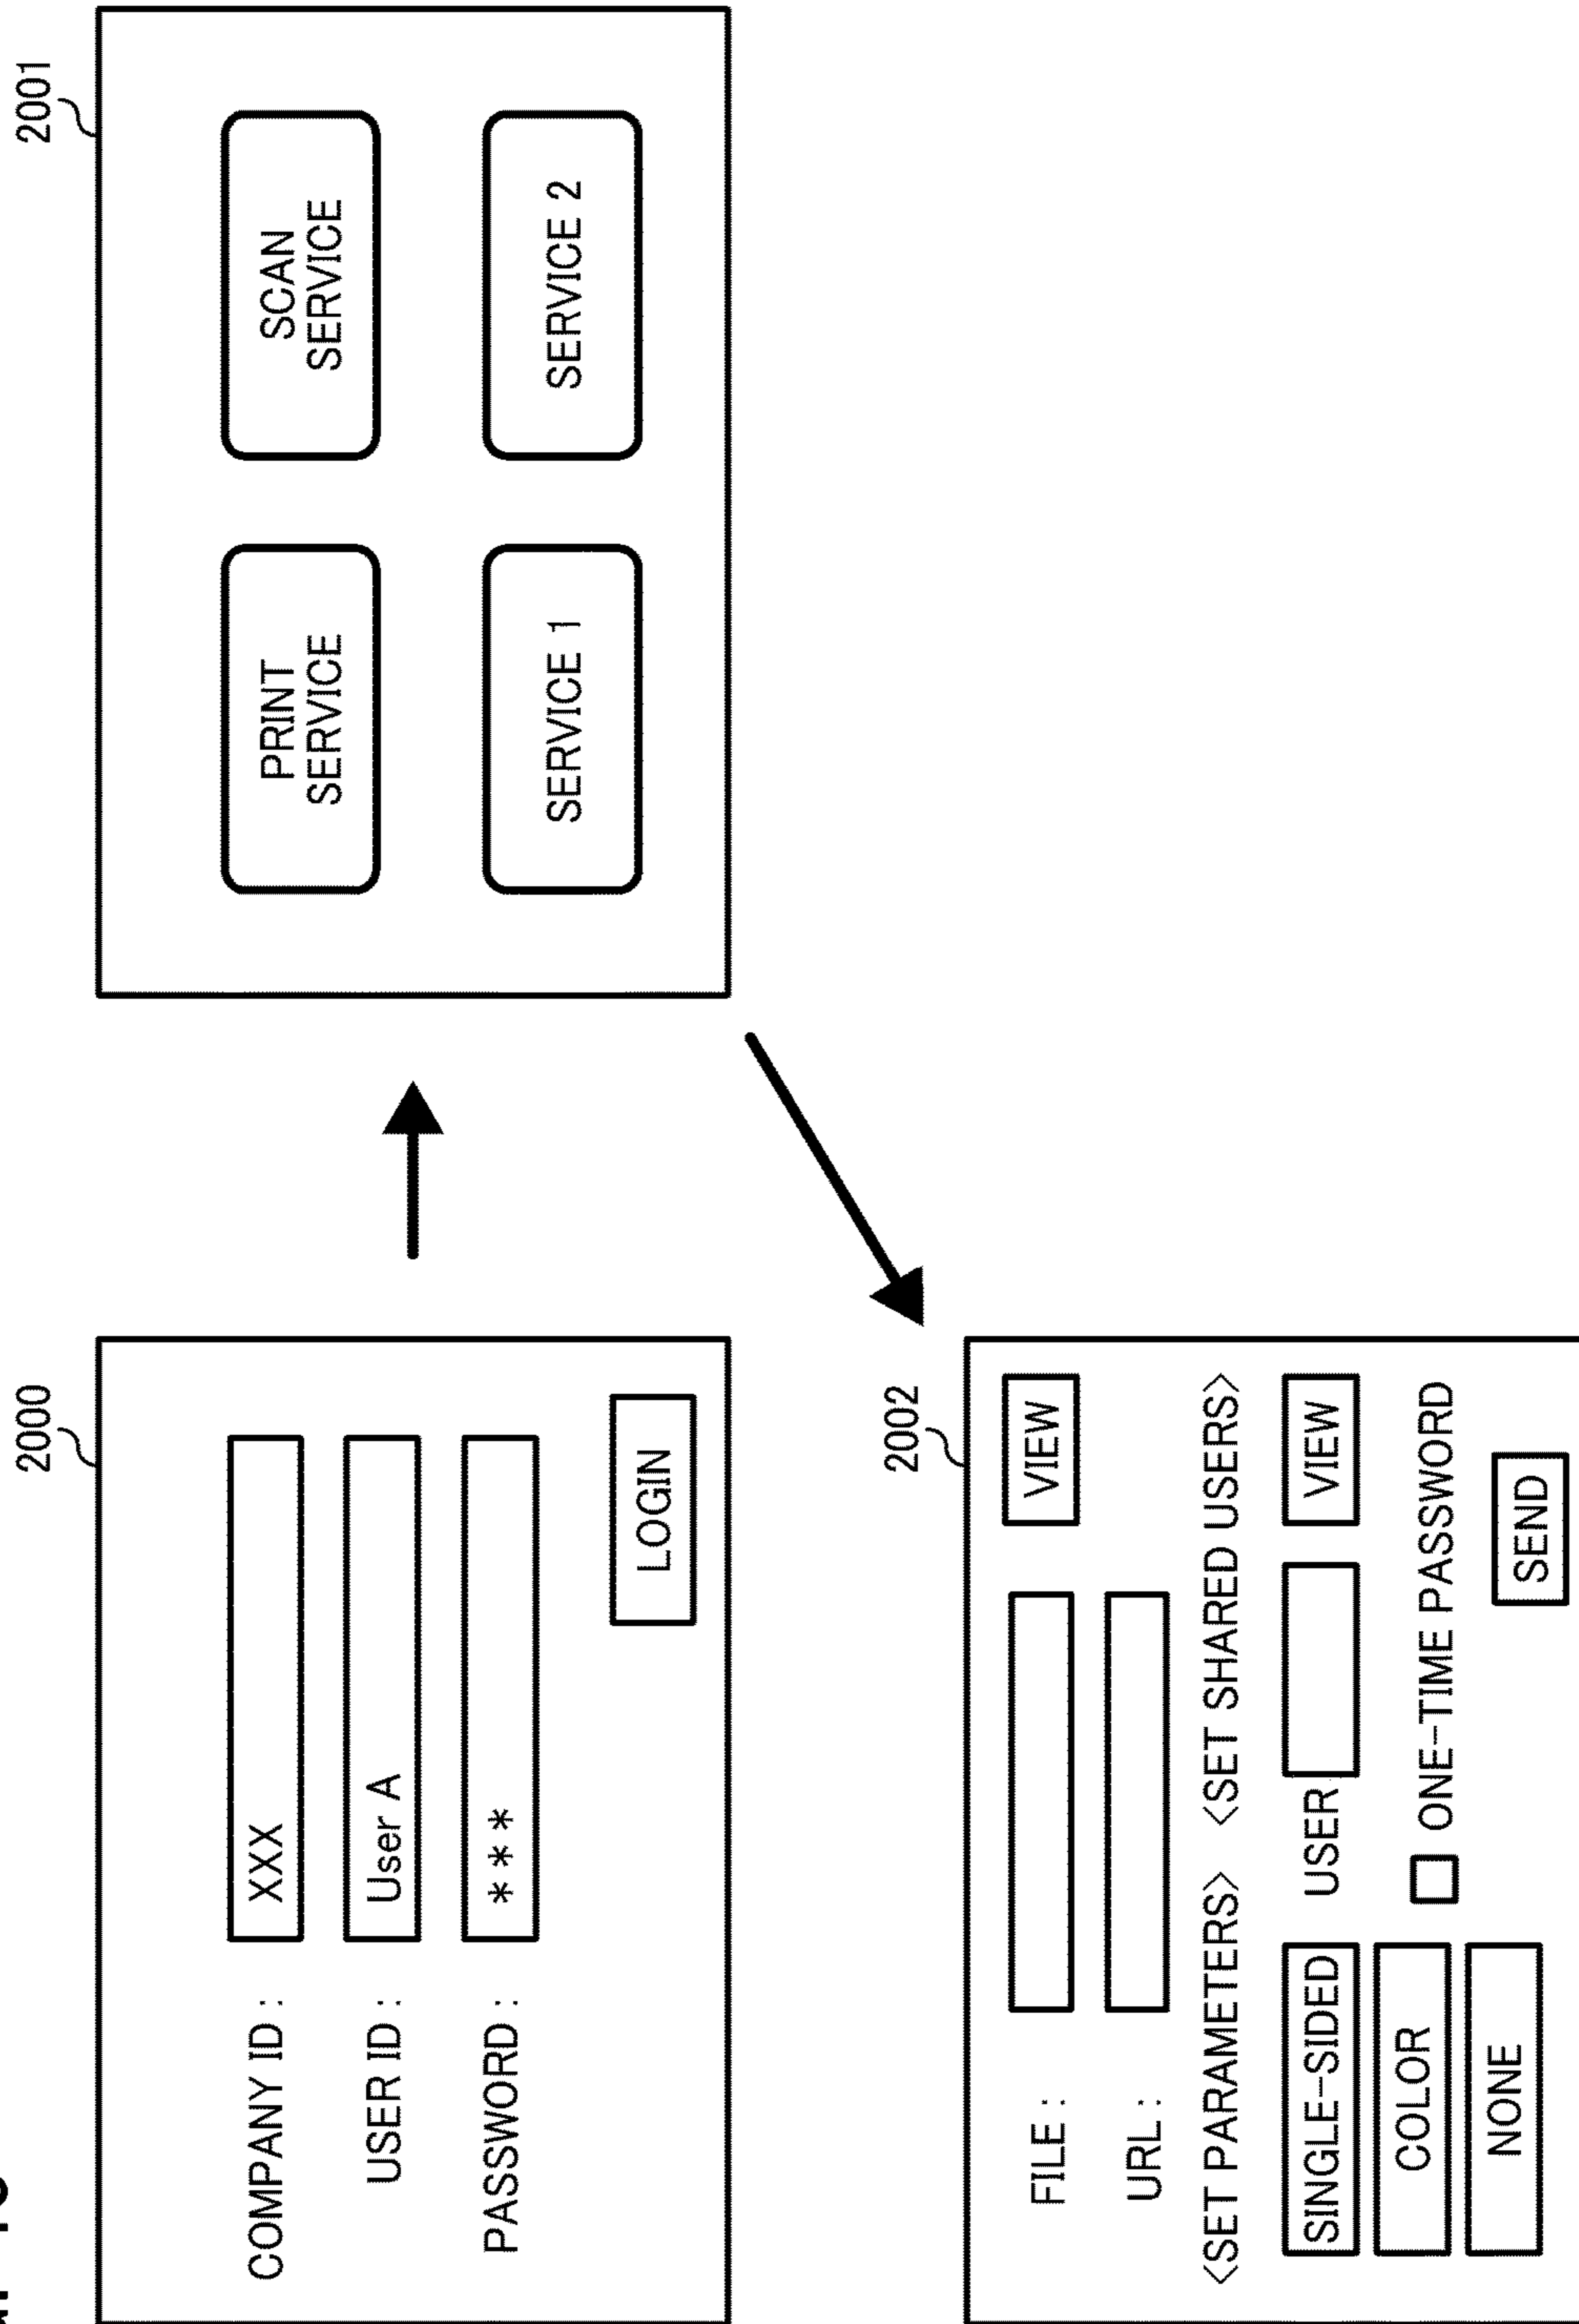 2000
COMPANY ID : XXX
USER ID : User A
PASSWORD : ***
LOGIN
2001
PRINT
SERVICE
SCAN
SERVICE
SERVICE 1
SERVICE 2
2002
FILE :
VIEW
URL :
<SET PARAMETERS> <SET SHARED USERS>
SINGLE-SIDED
USER
VIEW
COLOR
ONE-TIME PASSWORD
NONE
SEND